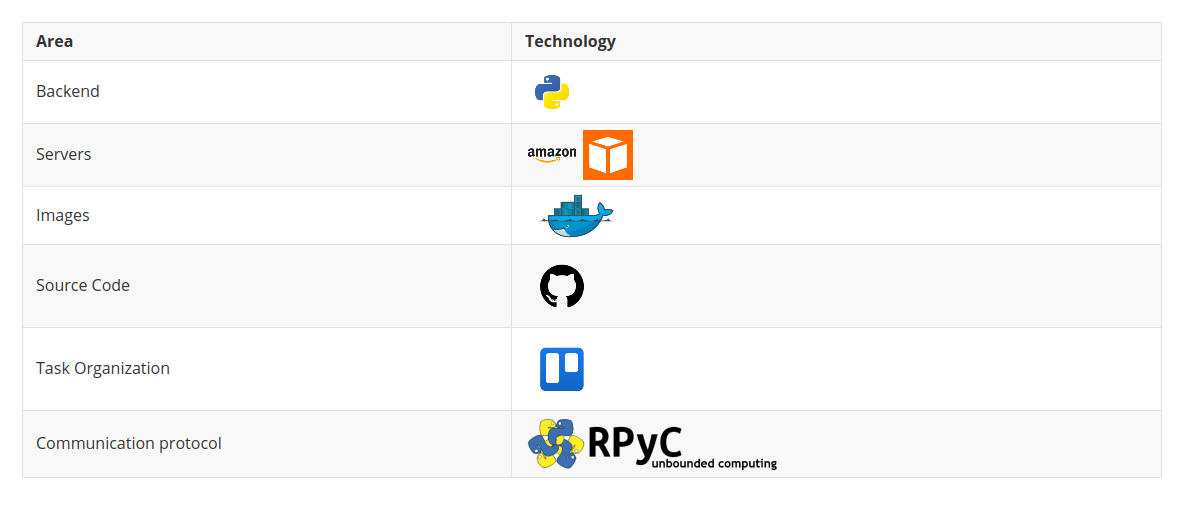 Area Technology
Backend
Servers amazon
Images
Source Code
Task Organization
Communication protocol RPyC
unbounded computing